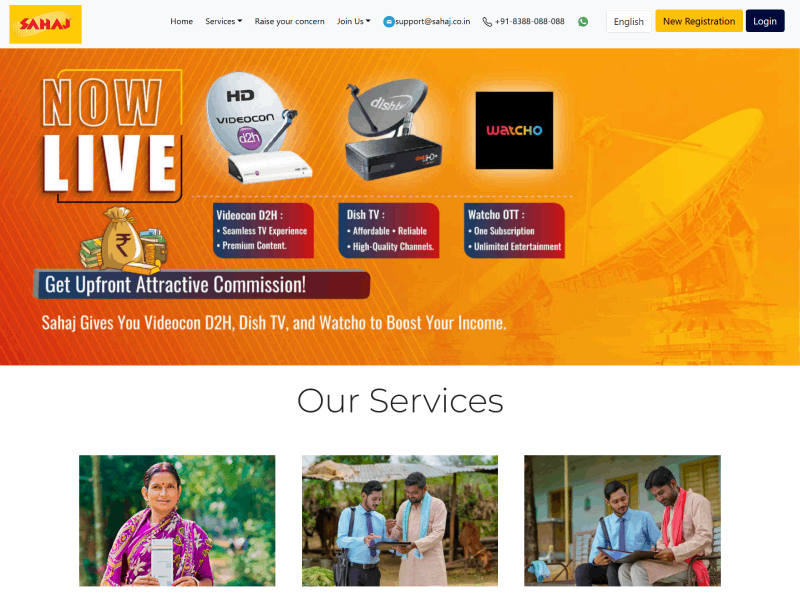 SAHAJ
Home Services Raise your concern Join Us support@sahaj.co.in +91-8388-088-088 English New Registration Login
NOW
LIVE
HD
VIDEOCON
d2h
dishtv
WATCHO
Videocon D2H :
• Seamless TV Experience
• Premium Content.
Dish TV :
• Affordable • Reliable
• High-Quality Channels.
Watcho OTT :
• One Subscription
• Unlimited Entertainment
Get Upfront Attractive Commission!
Sahaj Gives You Videocon D2H, Dish TV, and Watcho to Boost Your Income.
Our Services